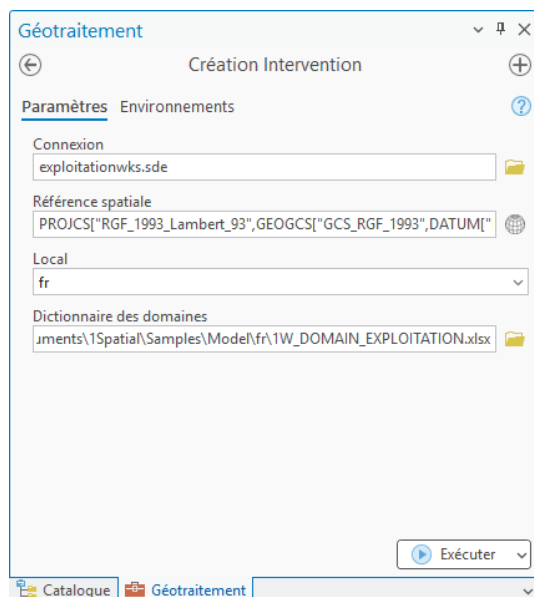 Géotraitement
Création Intervention
Paramètres Environnements
Connexion
exploitationwks.sde
Référence spatiale
PROJCS["RGF_1993_Lambert_93",GEOGCS["GCS_RGF_1993",DATUM["
Local
fr
Dictionnaire des domaines
uments\1Spatial\Samples\Model\fr\1W_DOMAIN_EXPLOITATION.xlsx
Exécuter
Catalogue Géotraitement